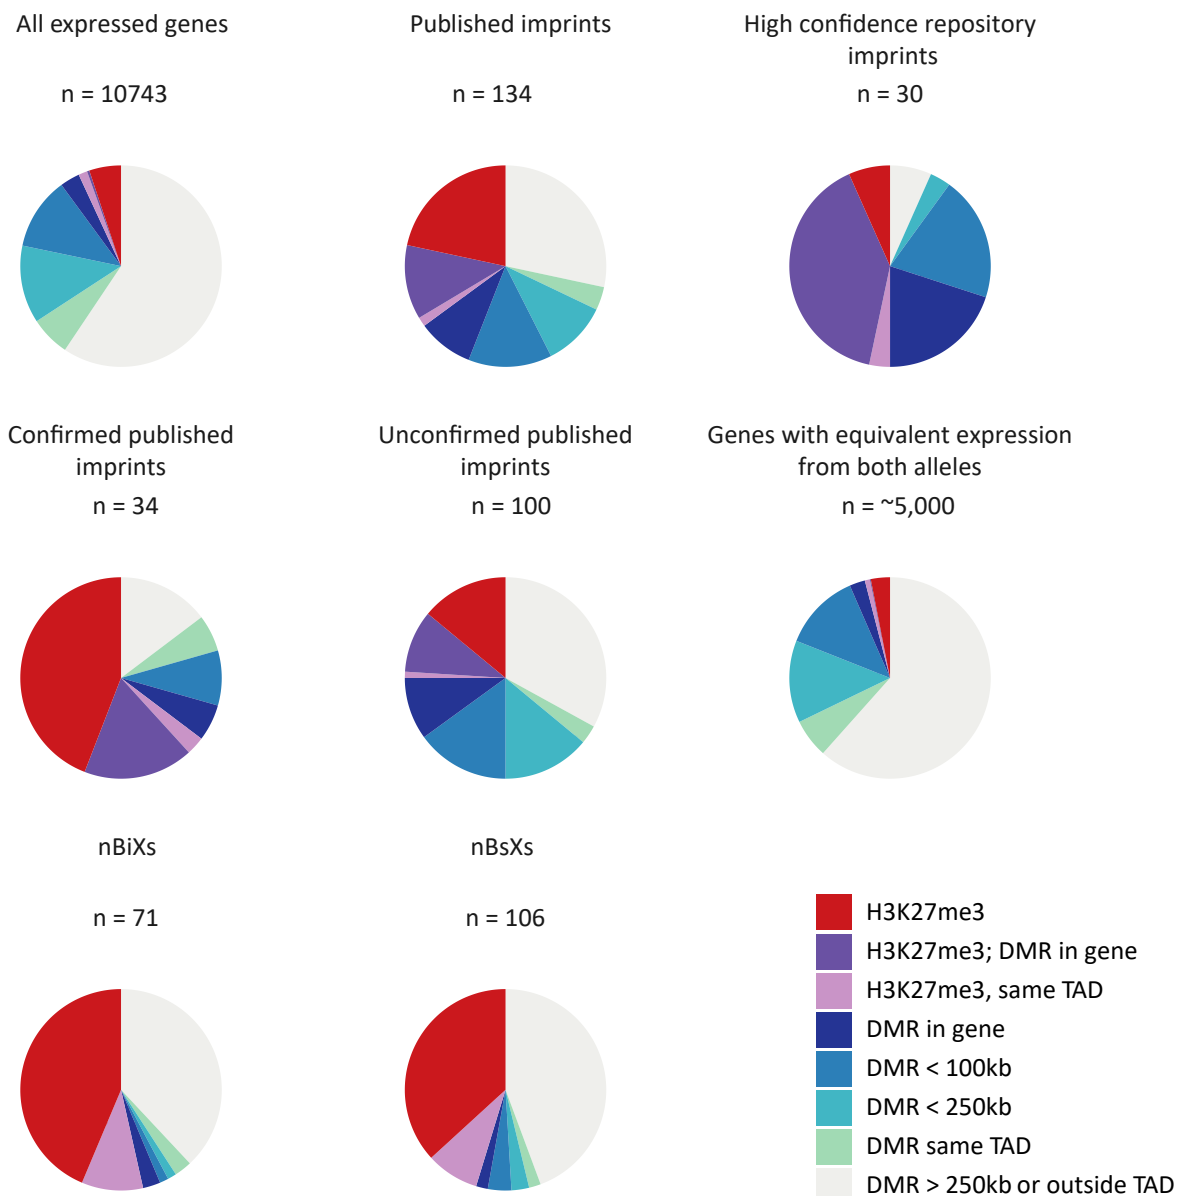 All expressed genes
n = 10743
Published imprints
n = 134
High confidence repository
imprints
n = 30
Confirmed published
imprints
n = 34
Unconfirmed published
imprints
n = 100
Genes with equivalent expression
from both alleles
n = ~5,000
nBiXs
n = 71
nBsXs
n = 106
H3K27me3
H3K27me3; DMR in gene
H3K27me3, same TAD
DMR in gene
DMR < 100kb
DMR < 250kb
DMR same TAD
DMR > 250kb or outside TAD